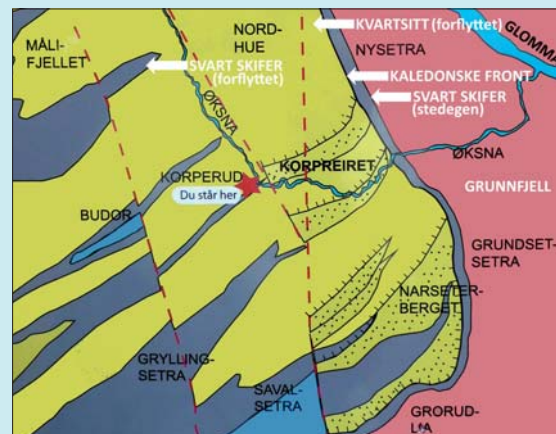 MÅLI-
FJELLET
NORD-
HUE
KVARTSITT (forflyttet)
NYSETRA
GLOMMA
SVART SKIFER
(forflyttet)
KALEDONSKE FRONT
SVART SKIFER
(stedegen)
ØKSNA
KORPERUD
KORPREIRET
ØKSNA
Du står her
GRUNNFJELL
BUDOR
GRUNDSET-
SETRA
NARSETER-
BERGET
GRYLLING-
SETRA
SAVAL-
SETRA
GRORUD-
LIA